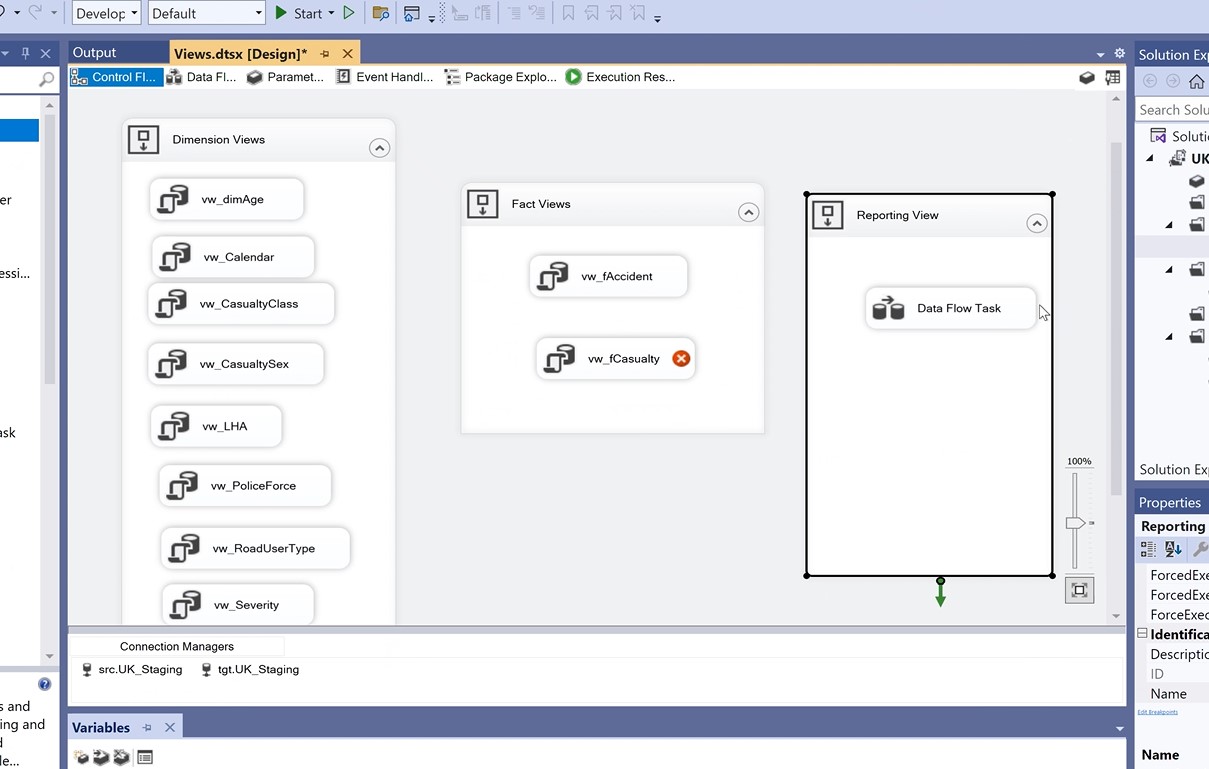 Develop
Default
Start
Output
Views.dtsx [Design]*
Solution Exp
Control Fl...
Data Fl...
Paramet...
Event Handl...
Package Explo...
Execution Res...
Search Solu
Soluti
UK
Dimension Views
vw_dimAge
vw_Calendar
vw_CasualtyClass
vw_CasualtySex
vw_LHA
vw_PoliceForce
vw_RoadUserType
vw_Severity
Fact Views
vw_fAccident
vw_fCasualty
Reporting View
Data Flow Task
er
essi...
ask
100%
Solution Exp
Properties
Reporting
ForcedExe
ForcedExe
ForceExec
Identifica
Descriptio
ID
Name
Edit Breakpoints
Name
Connection Managers
src.UK_Staging
tgt.UK_Staging
s and
ing and
d
le...
Variables